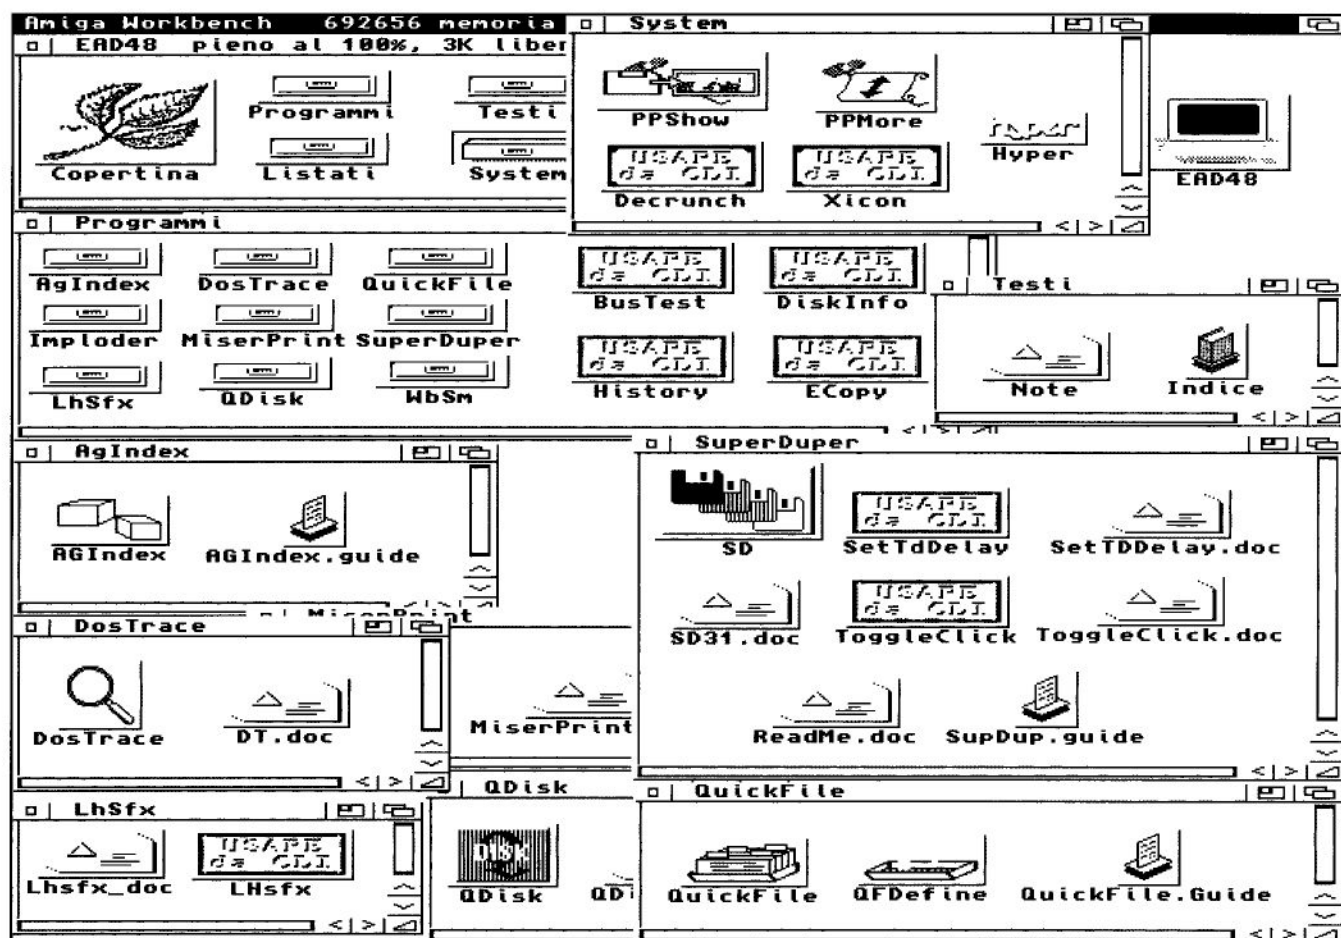 Amiga Workbench 692656 memoria
System
EAD48 pieno al 100%, 3K liber
Programmi
Testi
Copertina
Listati
System
PPShow
PPMore
Hyper
hyper
USARE da CLI
Decrunch
USARE da CLI
Xicon
EAD48
Programmi
AgIndex
DosTrace
QuickFile
USARE da CLI
BusTest
USARE da CLI
DiskInfo
Imploder
MiserPrint
SuperDuper
LhSfx
QDisk
WbSm
USARE da CLI
History
USARE da CLI
ECopy
Testi
Note
Indice
AgIndex
AGIndex
AGIndex.guide
SuperDuper
SD
USARE da CLI
SetTdDelay
SetTDDelay.doc
SD31.doc
USARE da CLI
ToggleClick
ToggleClick.doc
ReadMe.doc
SupDup.guide
MiserPrint
DosTrace
DosTrace
DT.doc
MiserPrint
LhSfx
Lhsfx_doc
USARE da CLI
LHsfx
QDisk
DISK
QDisk
QDi
QuickFile
QuickFile
QFDefine
QuickFile.Guide